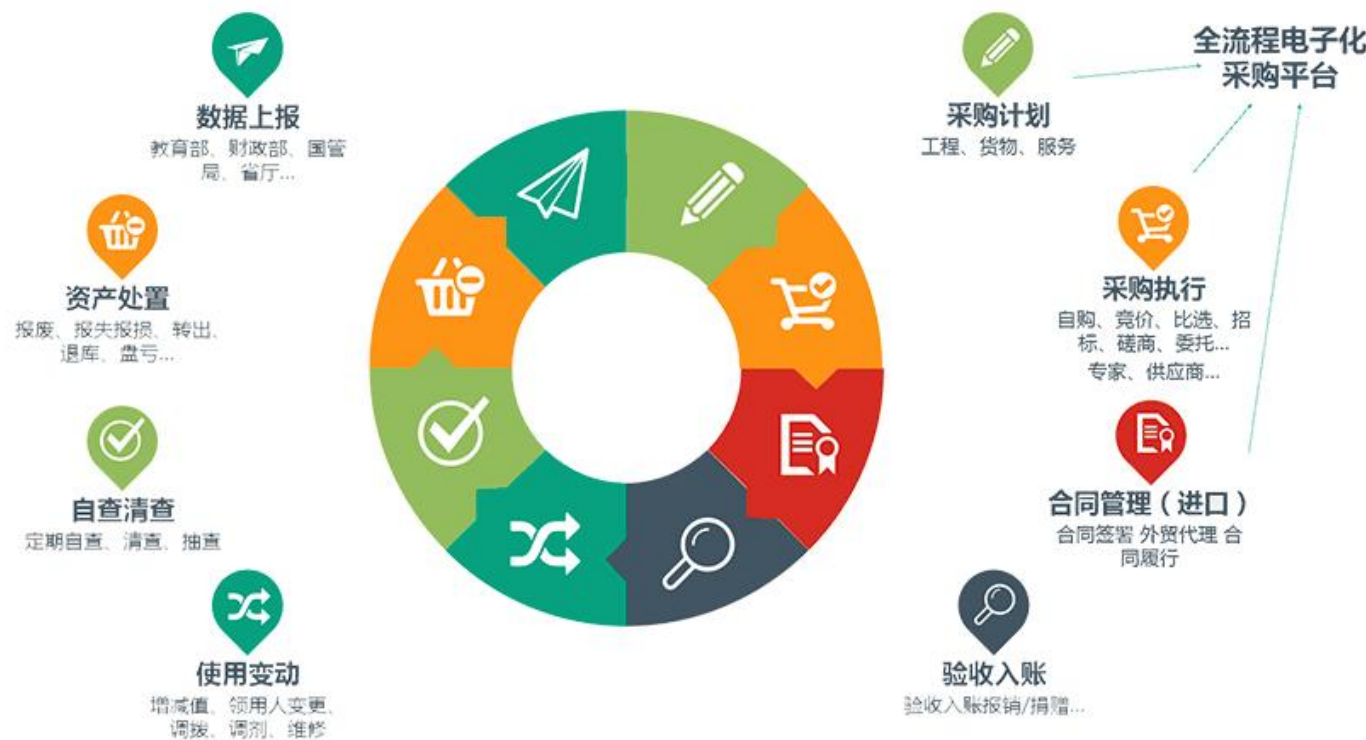 数据上报
教育部、财政部、国管
局、省厅...
资产处置
报废、报失报损、转出、
退库、盘亏...
自查清查
定期自查、清查、抽查
使用变动
增减值、领用人变更、
调拨、调剂、维修
采购计划
工程、货物、服务
全流程电子化
采购平台
采购执行
自购、竞价、比选、招
标、磋商、委托...
专家、供应商...
合同管理（进口）
合同签署 外贸代理 合
同履行
验收入账
验收入账报销/捐赠...